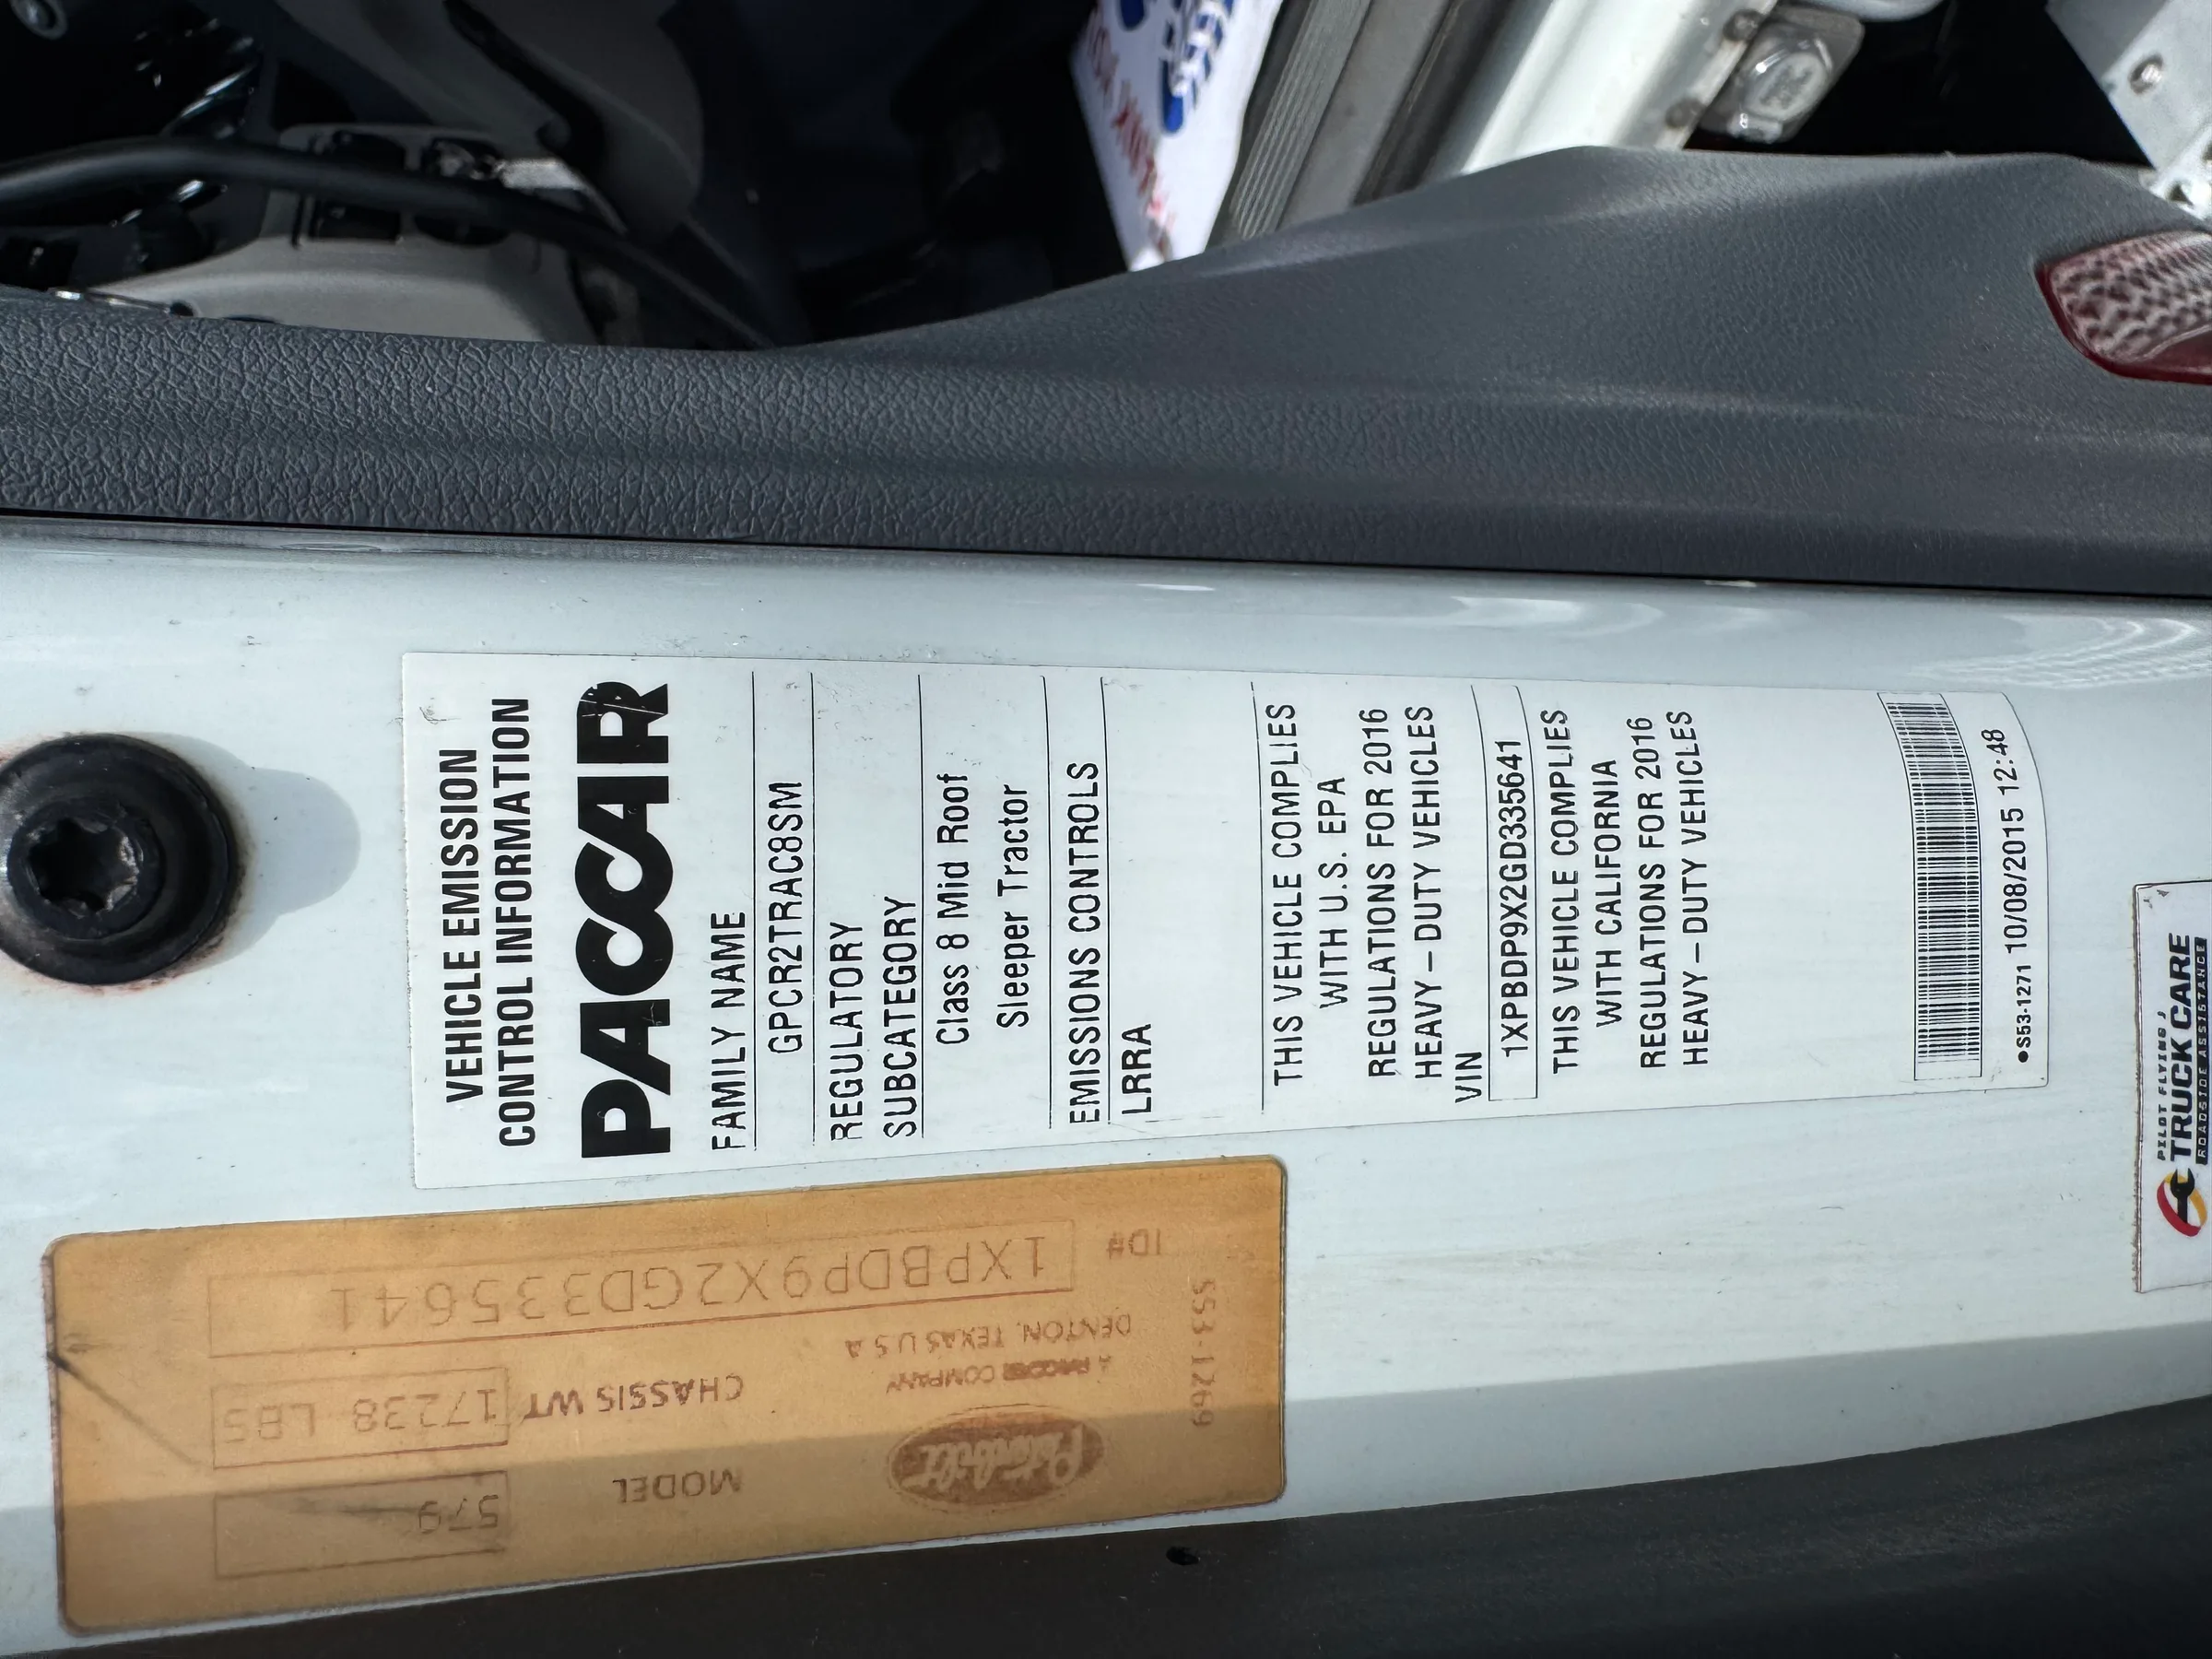 VEHICLE EMISSION
CONTROL INFORMATION
PACCAR
FAMILY NAME
GPCR2TRAC8SM
REGULATORY
SUBCATEGORY
Class 8 Mid Roof
Sleeper Tractor
EMISSIONS CONTROLS
LRRA
THIS VEHICLE COMPLIES
WITH U.S. EPA
REGULATIONS FOR 2016
HEAVY-DUTY VEHICLES
VIN
1XPBDP9X2GD335641
THIS VEHICLE COMPLIES
WITH CALIFORNIA
REGULATIONS FOR 2016
HEAVY-DUTY VEHICLES
•S53-1271 10/08/2015 12:48
S53-1269
ID# 1XPBDP9X2GD335641
DENTON, TEXAS U S A
A PACCAR COMPANY
CHASSIS WT 17238 LBS
Peterbilt
MODEL 579
PILOT FLYING J
TRUCK CARE
ROADSIDE ASSISTANCE